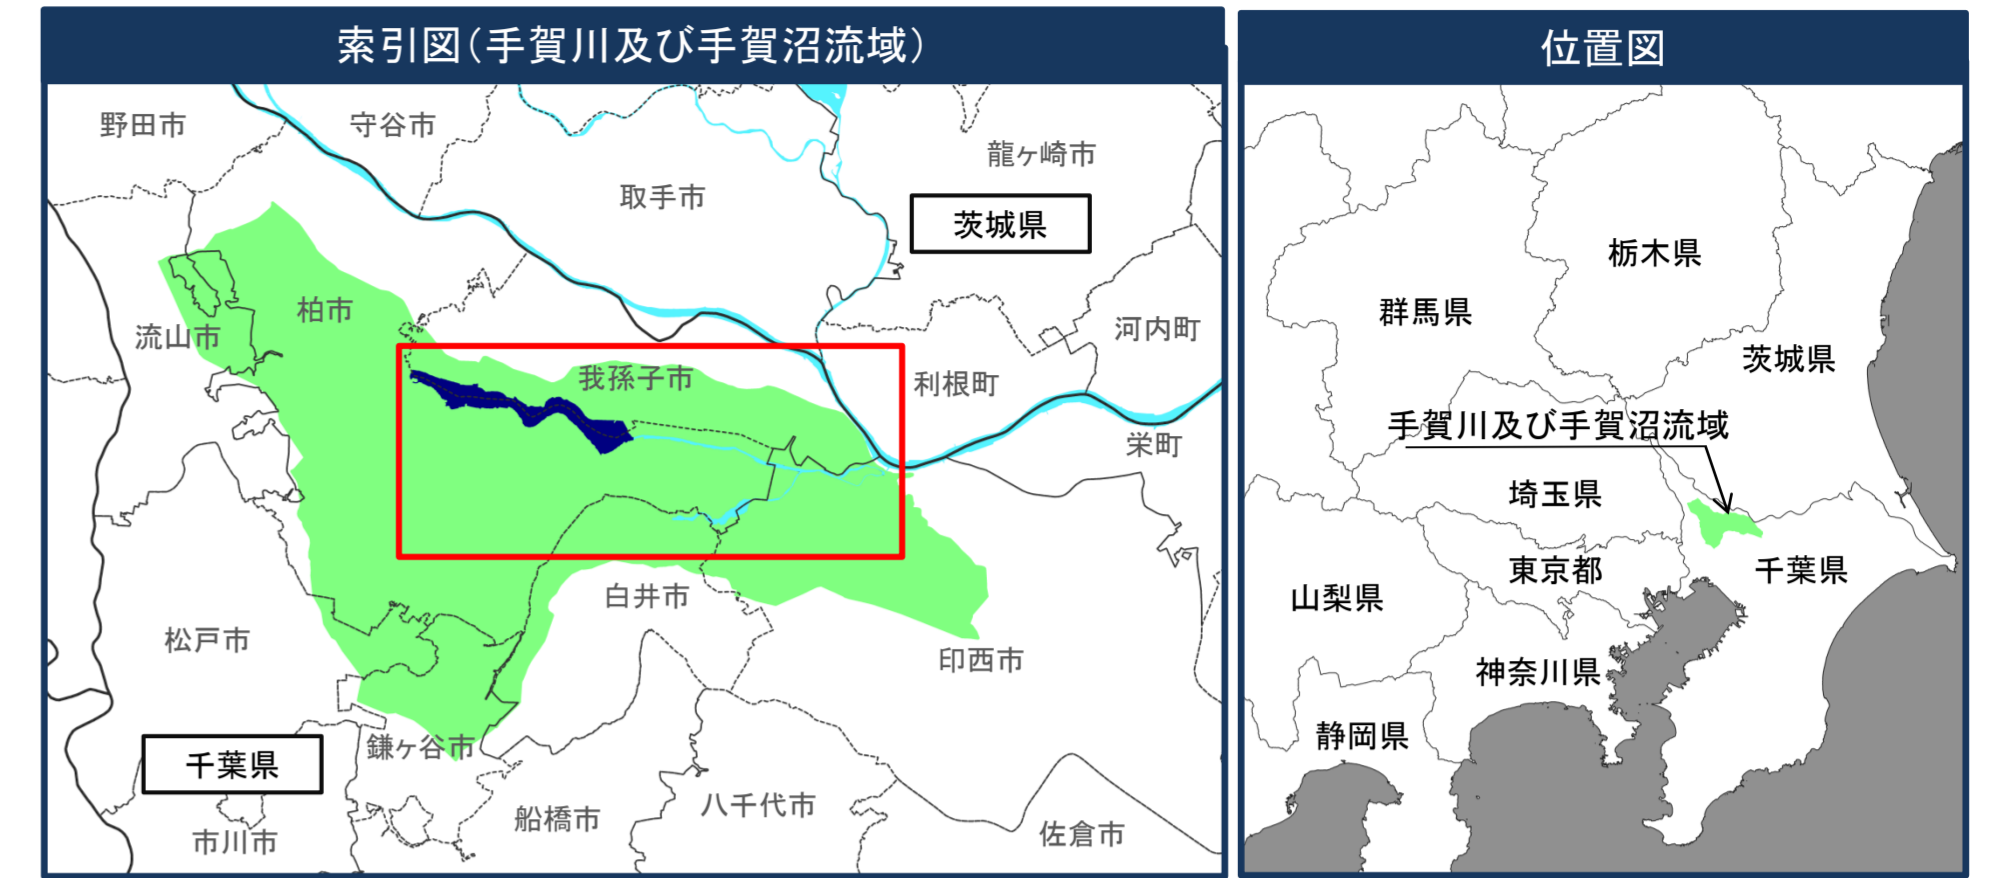 索引図(手賀川及び手賀沼流域)
野田市
守谷市
龍ヶ崎市
取手市
茨城県
柏市
流山市
河内町
我孫子市
利根町
栄町
白井市
松戸市
印西市
鎌ヶ谷市
千葉県
船橋市
八千代市
佐倉市
市川市
位置図
栃木県
群馬県
茨城県
手賀川及び手賀沼流域
埼玉県
東京都
千葉県
山梨県
神奈川県
静岡県